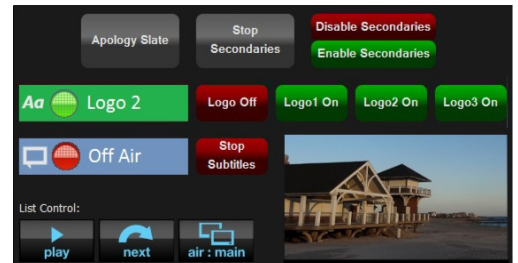 Apology Slate
Stop
Secondaries
Disable Secondaries
Enable Secondaries
Aa Logo 2
Logo Off
Logo1 On
Logo2 On
Logo3 On
Off Air
Stop
Subtitles
List Control:
play
next
air : main